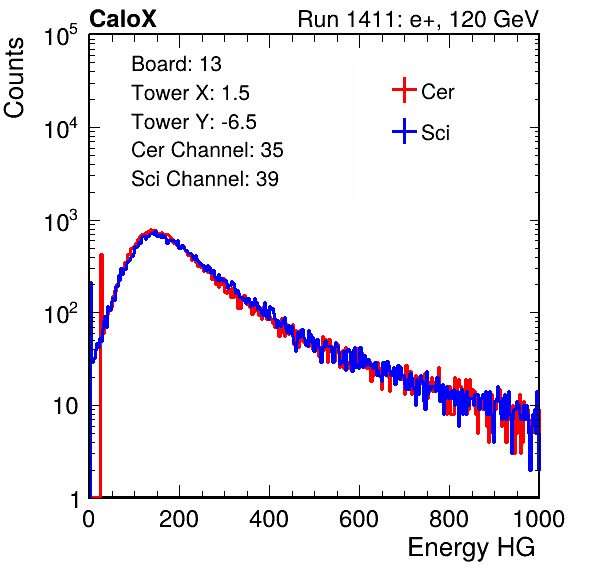 CaloX Run 1411: e+, 120 GeV
Counts
Board: 13
Tower X: 1.5
Tower Y: -6.5
Cer Channel: 35
Sci Channel: 39
Cer
Sci
10^5
10^4
10^3
10^2
10
1
0 200 400 600 800 1000
Energy HG